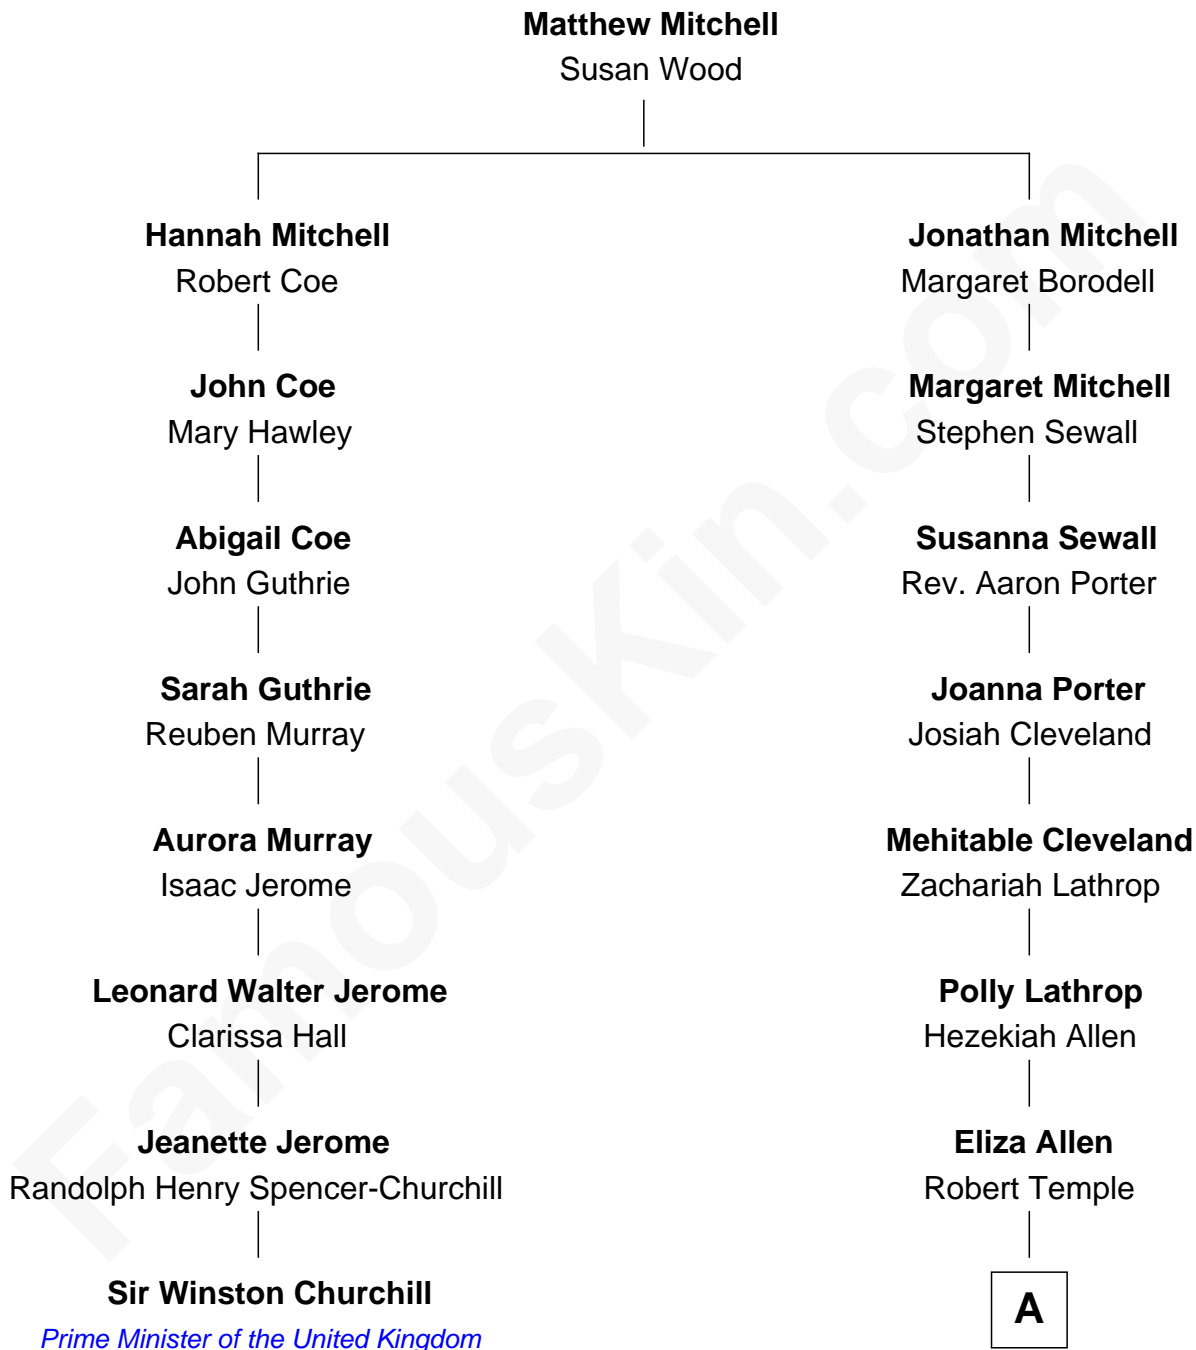 Matthew Mitchell
Susan Wood
Hannah Mitchell
Robert Coe
John Coe
Mary Hawley
Abigail Coe
John Guthrie
Sarah Guthrie
Reuben Murray
Aurora Murray
Isaac Jerome
Leonard Walter Jerome
Clarissa Hall
Jeanette Jerome
Randolph Henry Spencer-Churchill
Sir Winston Churchill
Prime Minister of the United Kingdom
Jonathan Mitchell
Margaret Borodell
Margaret Mitchell
Stephen Sewall
Susanna Sewall
Rev. Aaron Porter
Joanna Porter
Josiah Cleveland
Mehitable Cleveland
Zachariah Lathrop
Polly Lathrop
Hezekiah Allen
Eliza Allen
Robert Temple
A
FamousKin.com